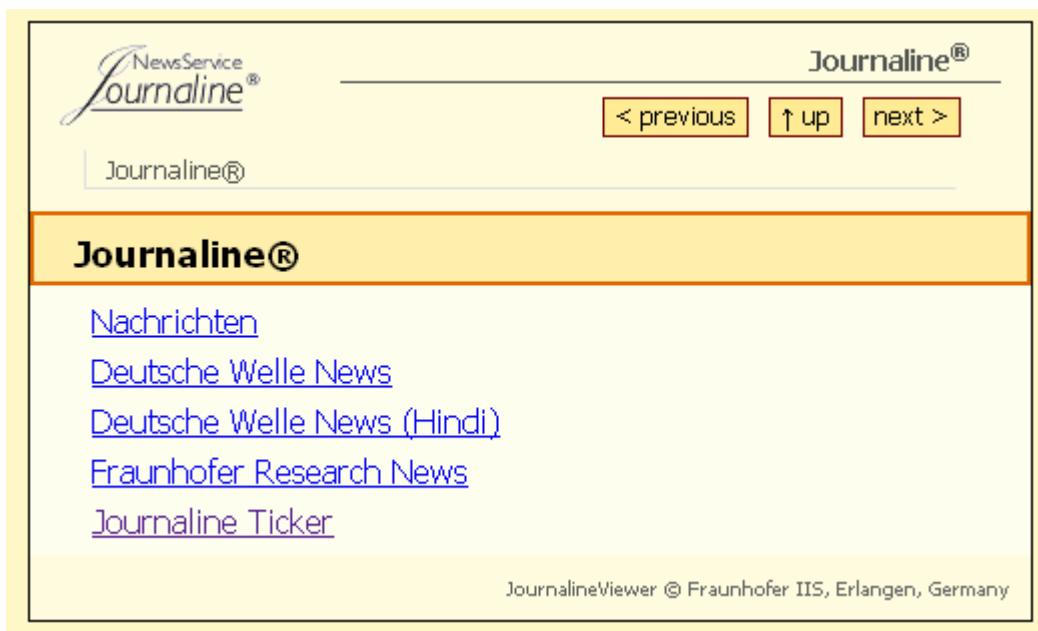 NewsService
Journaline®
Journaline®
< previous
↑ up
next >
Journaline®
Journaline®
Nachrichten
Deutsche Welle News
Deutsche Welle News (Hindi)
Fraunhofer Research News
Journaline Ticker
JournalineViewer © Fraunhofer IIS, Erlangen, Germany